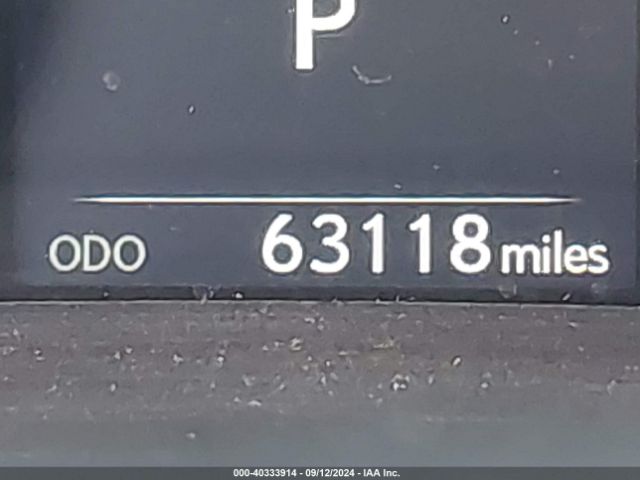 P
ODO 63118 miles
000-40333914 - 09/12/2024 - IAA Inc.